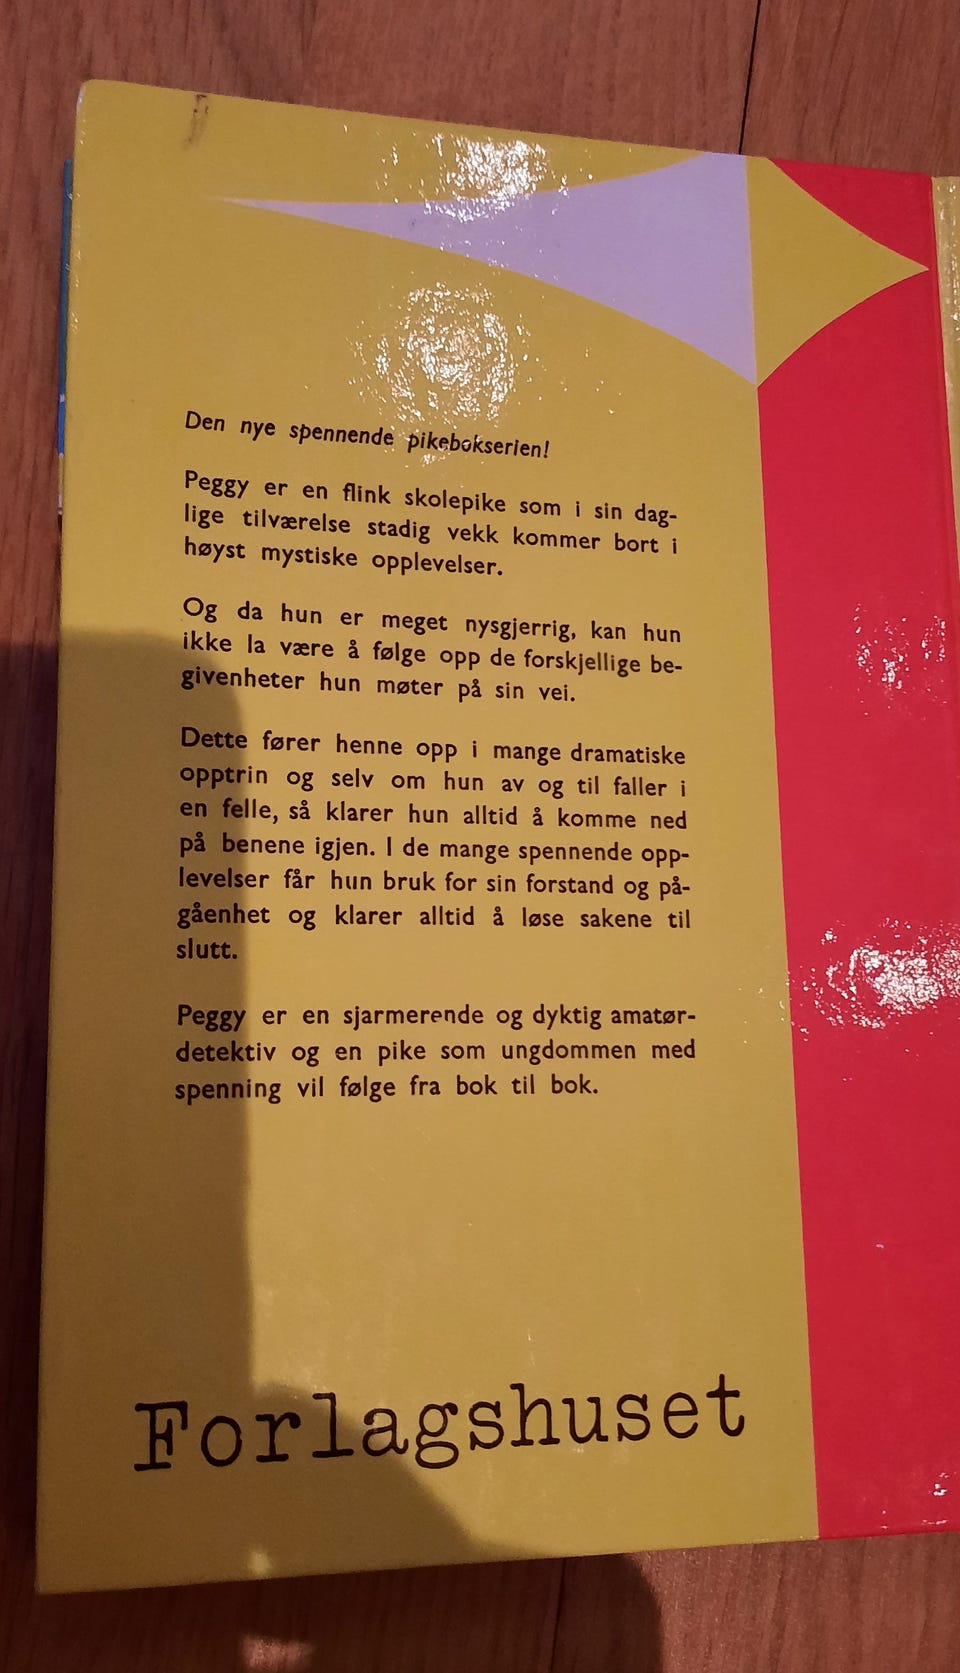 Den nye spennende pikebokserien!
Peggy er en flink skolepike som i sin dag-
lige tilværelse stadig vekk kommer bort i
høyst mystiske opplevelser.
Og da hun er meget nysgjerrig, kan hun
ikke la være å følge opp de forskjellige be-
givenheter hun møter på sin vei.
Dette fører henne opp i mange dramatiske
opptrin og selv om hun av og til faller i
en felle, så klarer hun alltid å komme ned
på benene igjen. I de mange spennende opp-
levelser får hun bruk for sin forstand og på-
gåenhet og klarer alltid å løse sakene til
slutt.
Peggy er en sjarmerende og dyktig amatør-
detektiv og en pike som ungdommen med
spenning vil følge fra bok til bok.
Forlagshuset